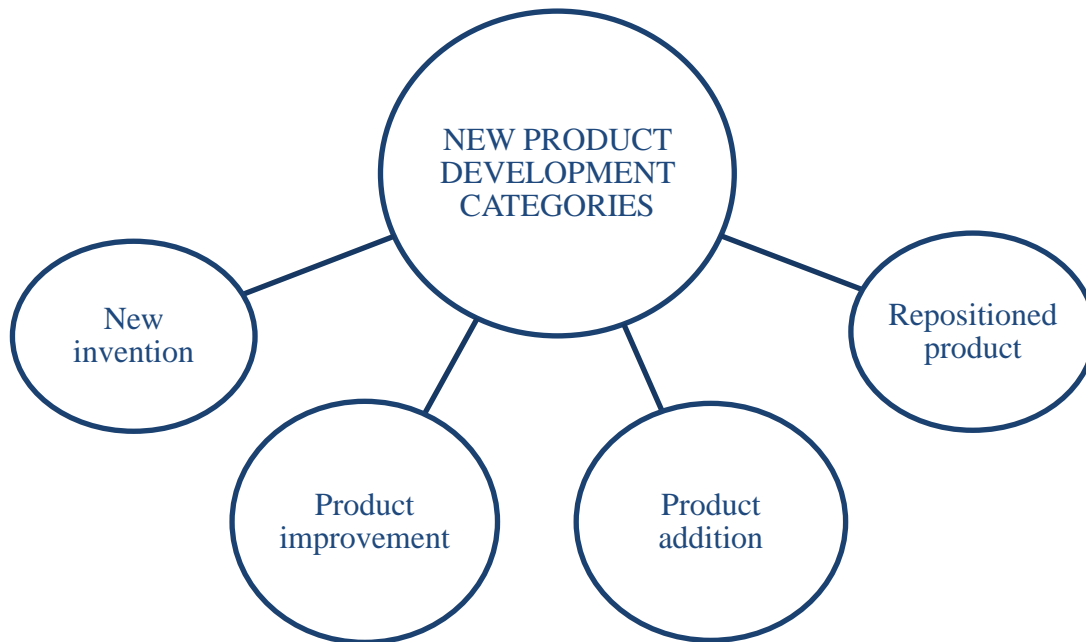 NEW PRODUCT
DEVELOPMENT
CATEGORIES
New
invention
Product
improvement
Product
addition
Repositioned
product